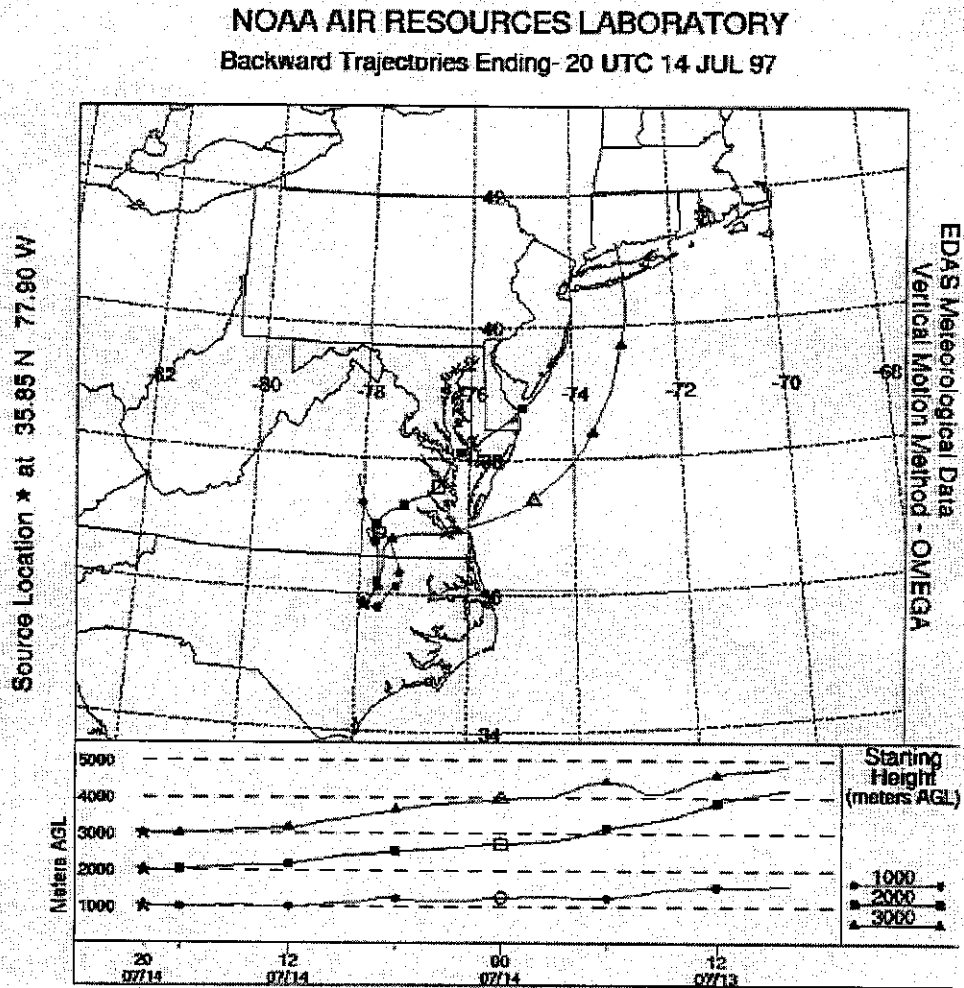 NOAA AIR RESOURCES LABORATORY
Backward Trajectories Ending- 20 UTC 14 JUL 97
Source Location ★ at 35.85 N 77.90 W
EDAS Meteorological Data
Vertical Motion Method - OMEGA
42
40
-82
-80
-78
-76
-74
-72
-70
-68
34
5000
4000
3000
2000
1000
Meters AGL
Starting
Height
(meters AGL)
1000
2000
3000
20 12 00 12
07/14 07/14 07/14 07/13